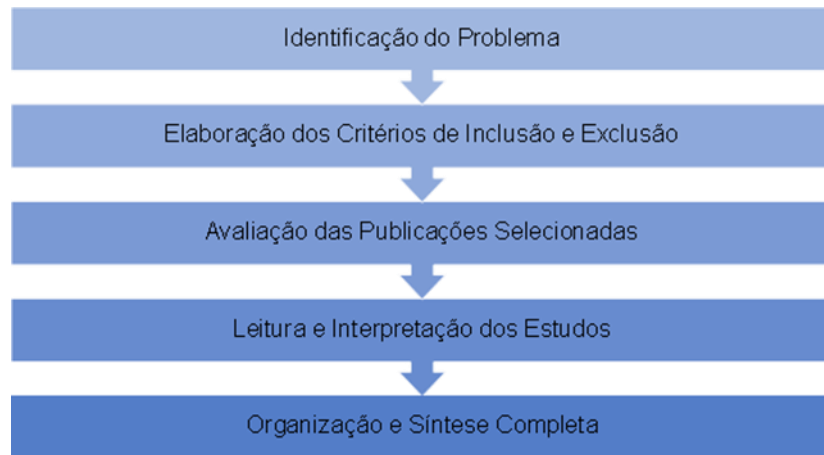 Identificação do Problema
Elaboração dos Critérios de Inclusão e Exclusão
Avaliação das Publicações Selecionadas
Leitura e Interpretação dos Estudos
Organização e Síntese Completa